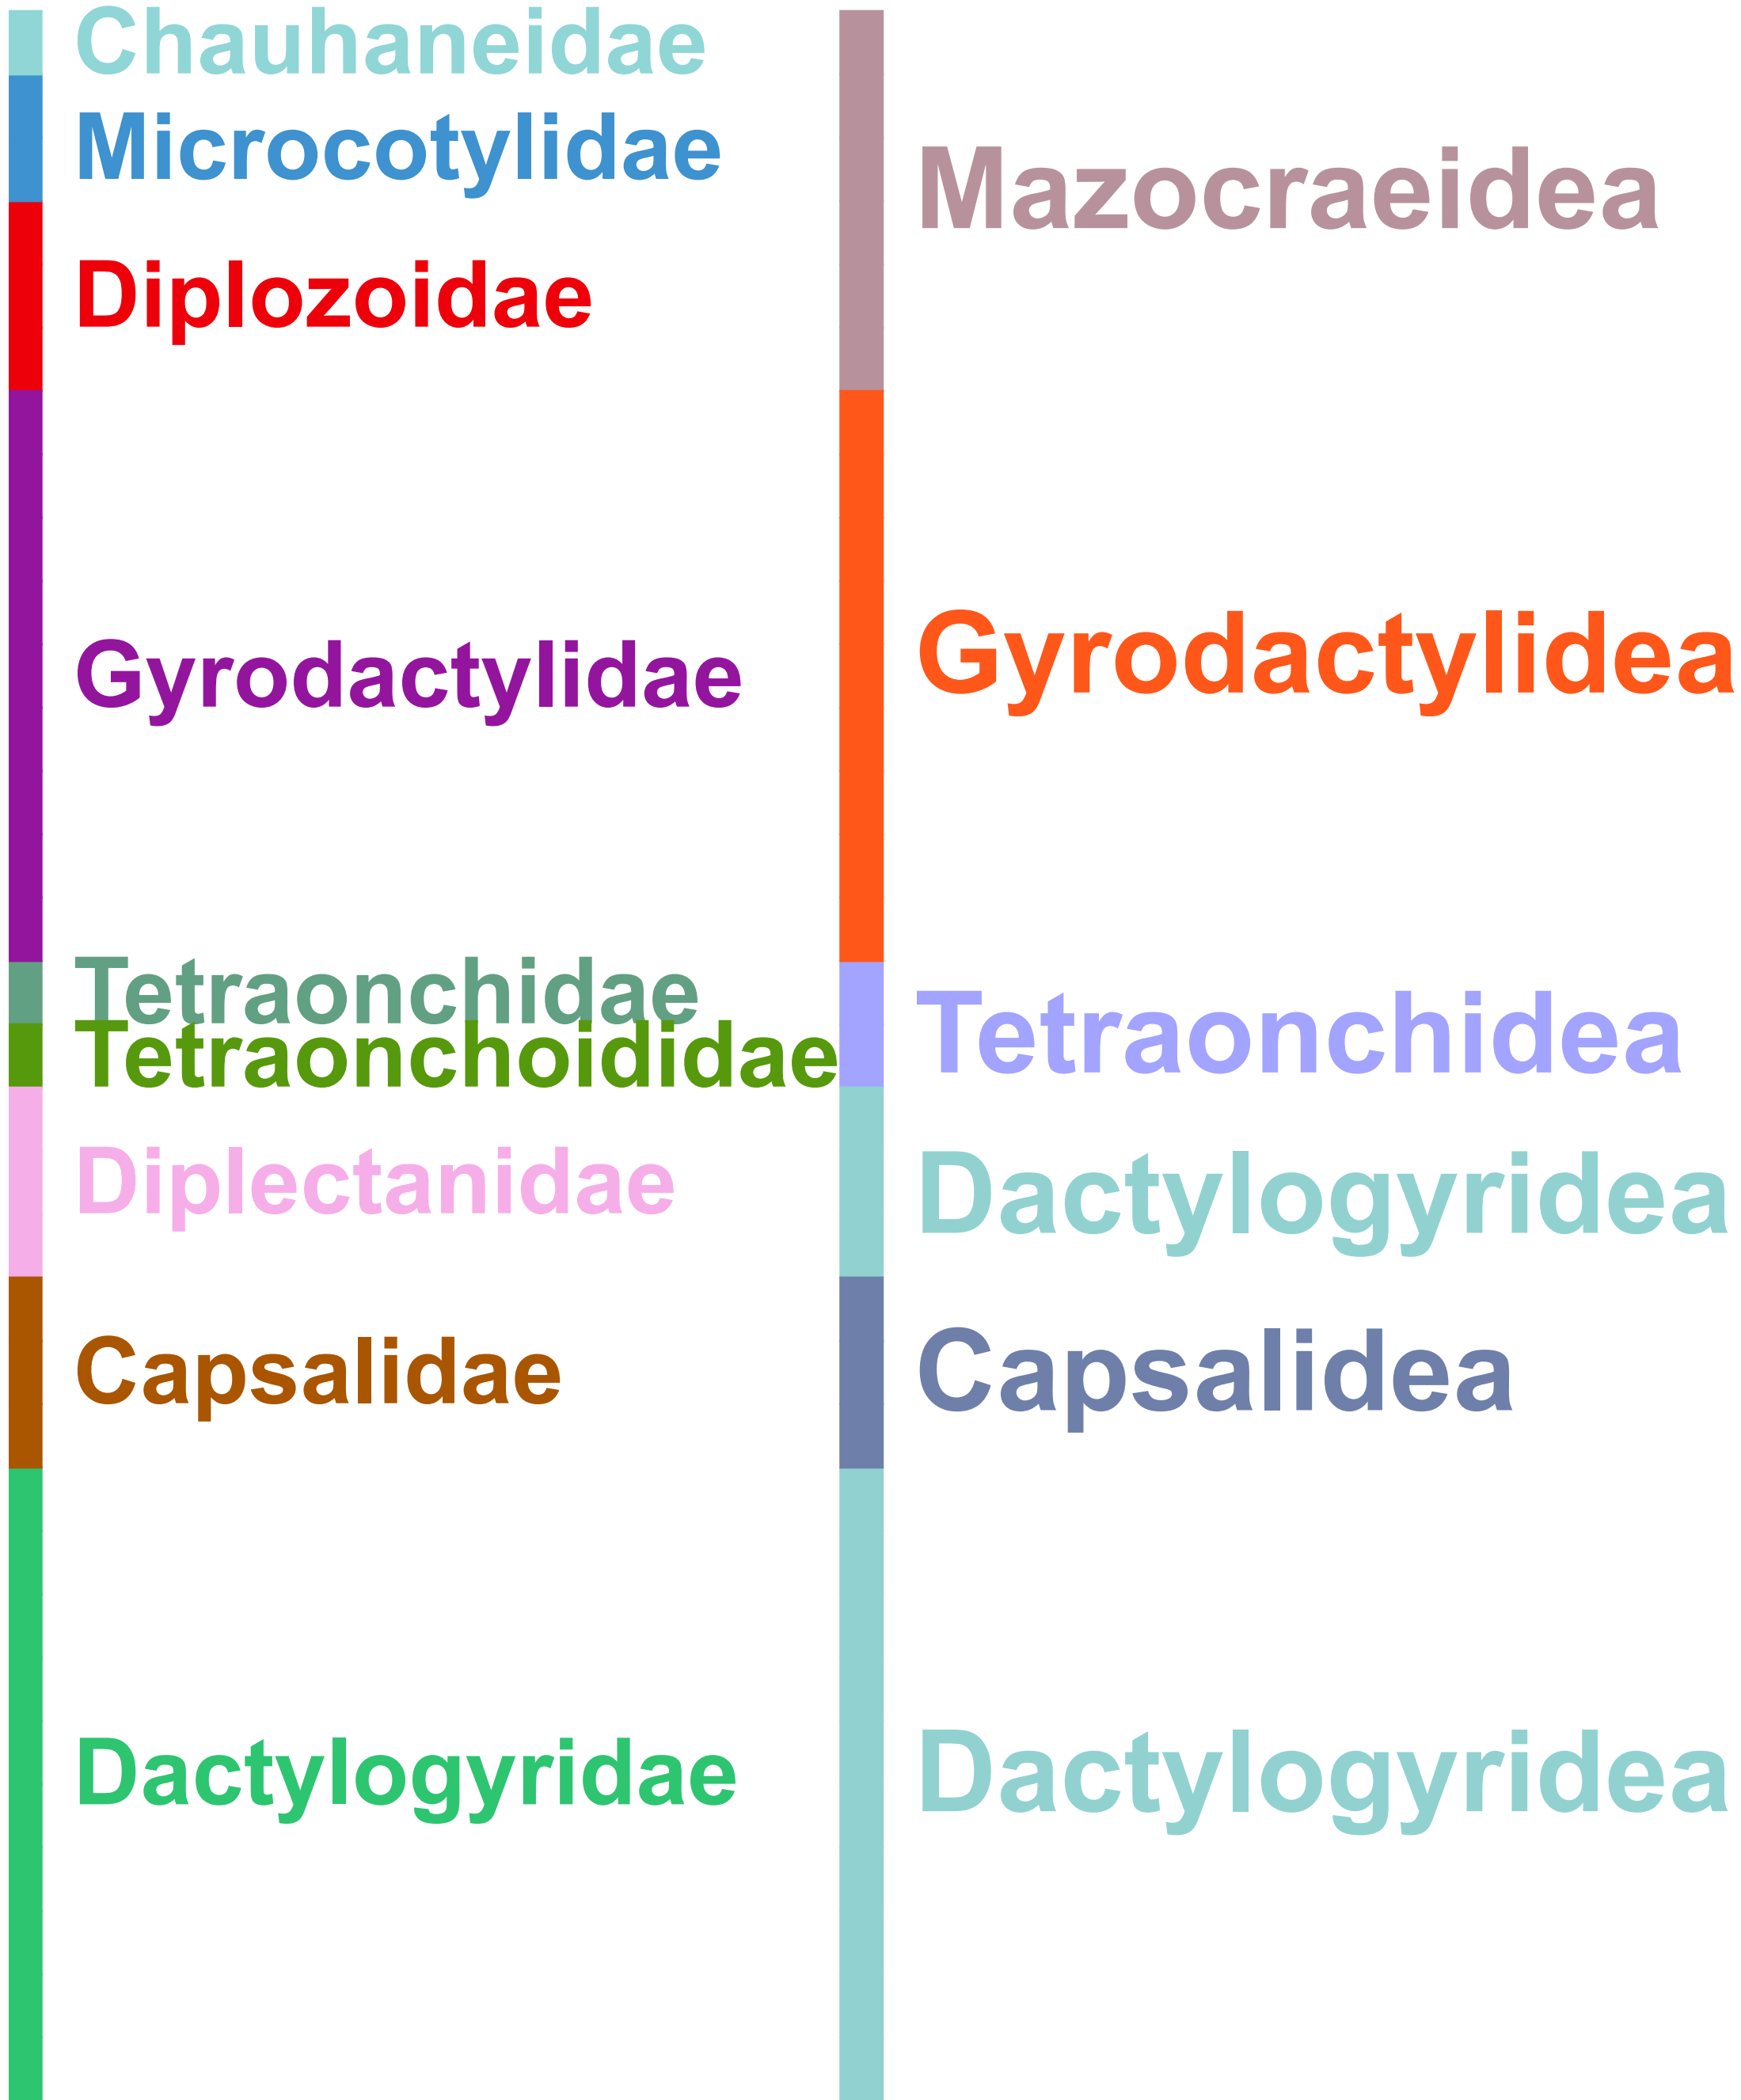 Chauhaneidae
Microcotylidae
Diplozoidae
Gyrodactylidae
Tetraonchidae
Tetraonchoididae
Diplectanidae
Capsalidae
Dactylogyridae
Mazocraeidea
Gyrodactylidea
Tetraonchidea
Dactylogyridea
Capsalidea
Dactylogyridea